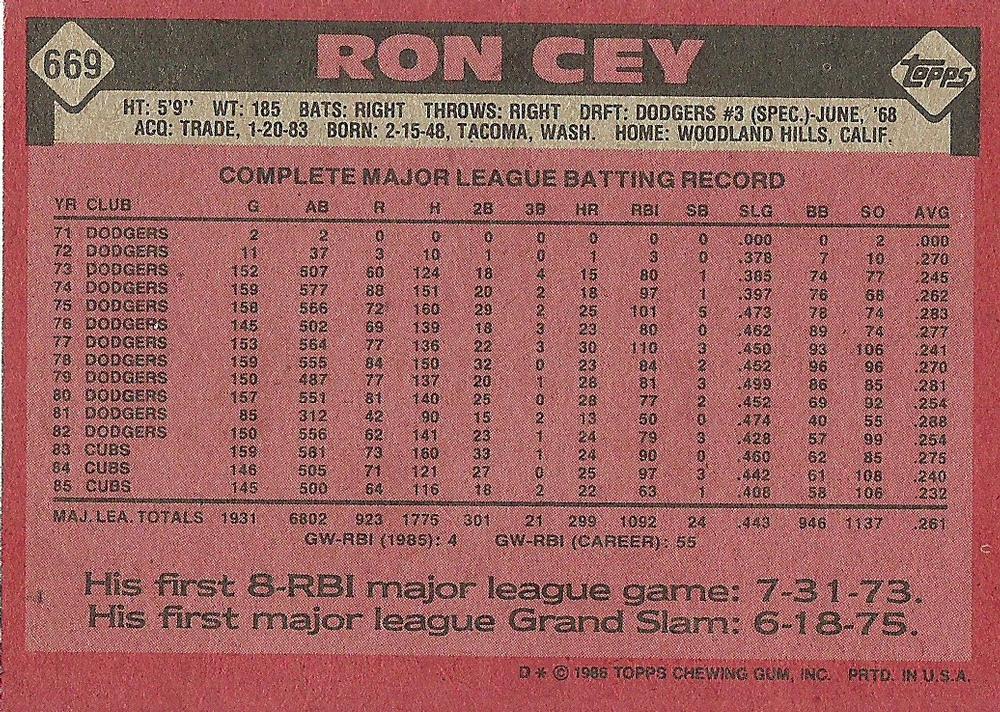 669
RON CEY
topps
HT: 5'9" WT: 185 BATS: RIGHT THROWS: RIGHT DRFT: DODGERS #3 (SPEC.)-JUNE, '68
ACQ: TRADE, 1-20-83 BORN: 2-15-48, TACOMA, WASH. HOME: WOODLAND HILLS, CALIF.
COMPLETE MAJOR LEAGUE BATTING RECORD
YR CLUB G AB R H 2B 3B HR RBI SB SLG BB SO AVG
71 DODGERS 2 2 0 0 0 0 0 0 0 .000 0 2 .000
72 DODGERS 11 37 3 10 1 0 1 3 0 .378 7 10 .270
73 DODGERS 152 507 60 124 18 4 15 80 1 .385 74 77 .245
74 DODGERS 159 577 88 151 20 2 18 97 1 .397 76 68 .262
75 DODGERS 158 566 72 160 29 2 25 101 5 .473 78 74 .283
76 DODGERS 145 502 69 139 18 3 23 80 0 .462 89 74 .277
77 DODGERS 153 564 77 136 22 3 30 110 3 .450 93 106 .241
78 DODGERS 159 555 84 150 32 0 23 84 2 .452 96 96 .270
79 DODGERS 150 487 77 137 20 1 28 81 3 .499 86 85 .281
80 DODGERS 157 551 81 140 25 0 28 77 2 .452 69 92 .254
81 DODGERS 85 312 42 90 15 2 13 50 0 .474 40 55 .288
82 DODGERS 150 556 62 141 23 1 24 79 3 .428 57 99 .254
83 CUBS 159 581 73 160 33 1 24 90 0 .460 62 85 .275
84 CUBS 146 505 71 121 27 0 25 97 3 .442 61 108 .240
85 CUBS 145 500 64 116 18 2 22 63 1 .408 58 106 .232
MAJ. LEA. TOTALS 1931 6802 923 1775 301 21 299 1092 24 .443 946 1137 .261
GW-RBI (1985): 4 GW-RBI (CAREER): 55
His first 8-RBI major league game: 7-31-73.
His first major league Grand Slam: 6-18-75.
D * © 1986 TOPPS CHEWING GUM, INC. PRTD. IN U.S.A.